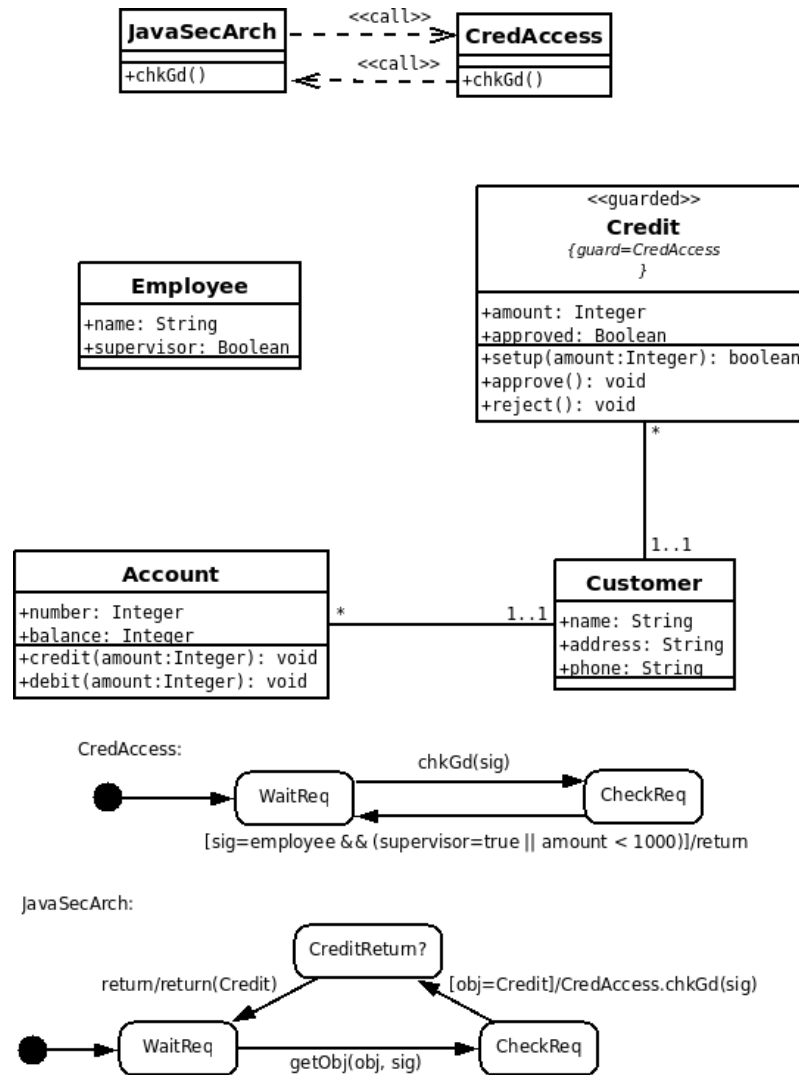 <<call>>
JavaSecArch
CredAccess
<<call>>
+chkGd()
+chkGd()
<<guarded>>
Credit
{guard=CredAccess
}
Employee
+name: String
+supervisor: Boolean
+amount: Integer
+approved: Boolean
+setup(amount:Integer): boolean
+approve(): void
+reject(): void
*
1..1
Account
+number: Integer
+balance: Integer
+credit(amount:Integer): void
+debit(amount:Integer): void
*
1..1
Customer
+name: String
+address: String
+phone: String
CredAccess:
chkGd(sig)
WaitReq
CheckReq
[sig=employee && (supervisor=true || amount < 1000)]/return
JavaSecArch:
CreditReturn?
return/return(Credit)
[obj=Credit]/CredAccess.chkGd(sig)
WaitReq
getObj(obj, sig)
CheckReq